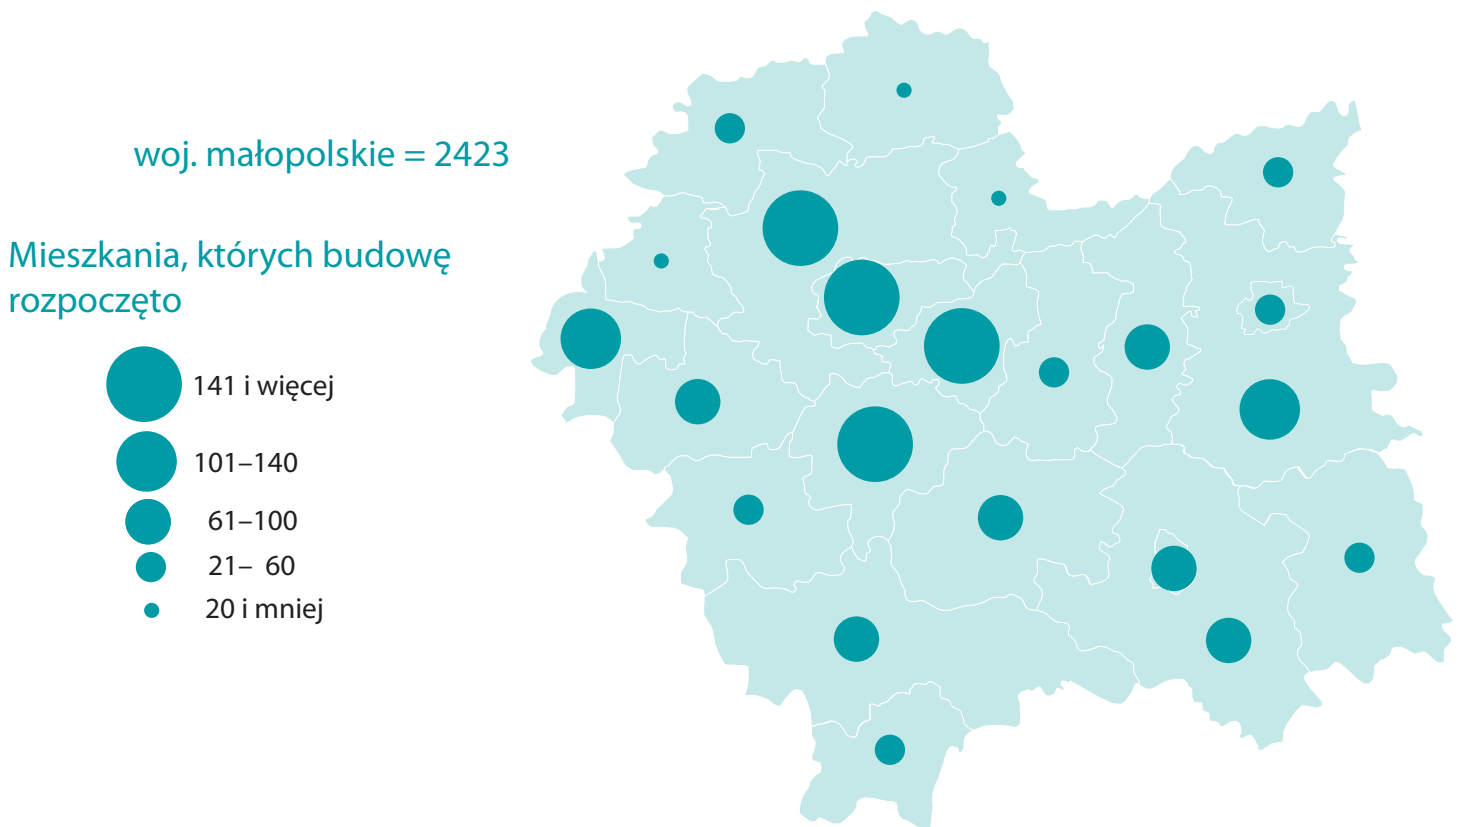 woj. małopolskie = 2423
Mieszkania, których budowę
rozpoczęto
141 i więcej
101–140
61–100
21– 60
20 i mniej